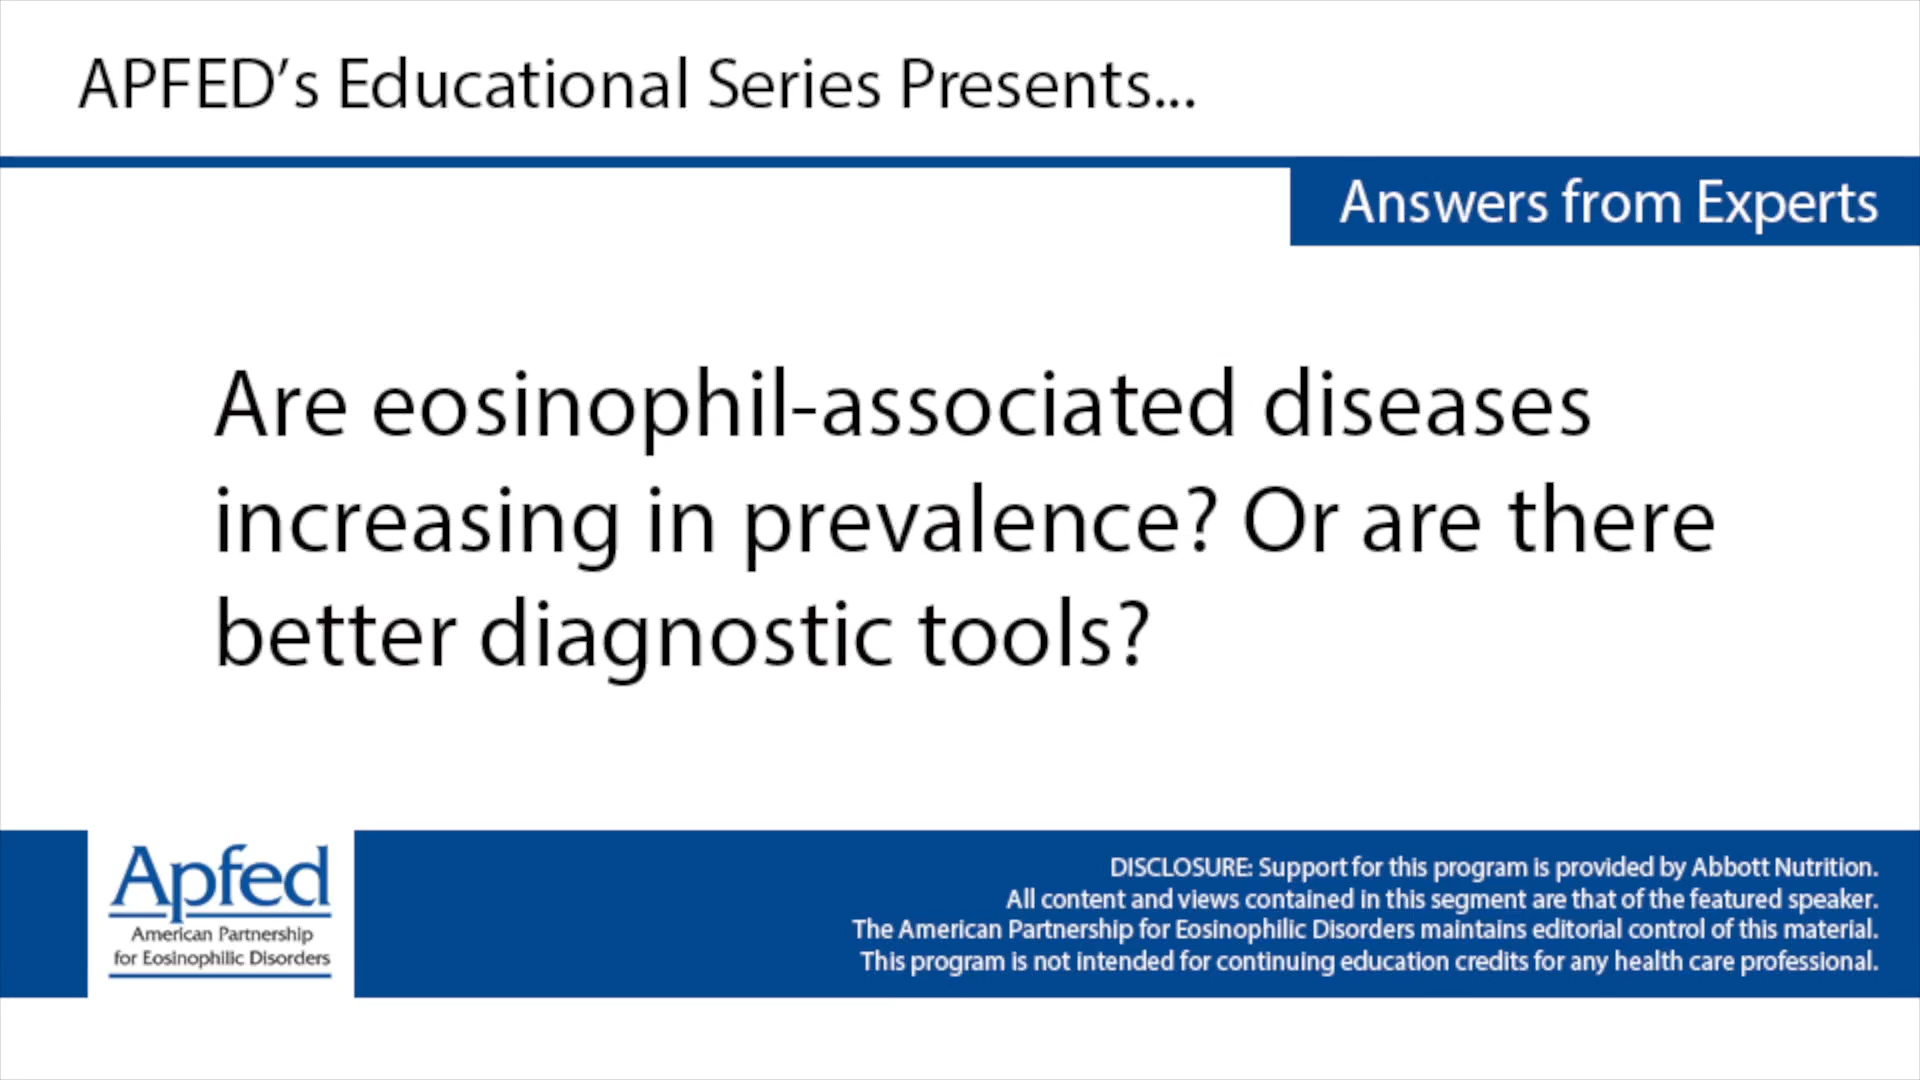 APFED’s Educational Series Presents...
Answers from Experts
Are eosinophil-associated diseases
increasing in prevalence? Or are there
better diagnostic tools?
Apfed
American Partnership
for Eosinophilic Disorders
DISCLOSURE: Support for this program is provided by Abbott Nutrition.
All content and views contained in this segment are that of the featured speaker.
The American Partnership for Eosinophilic Disorders maintains editorial control of this material.
This program is not intended for continuing education credits for any health care professional.